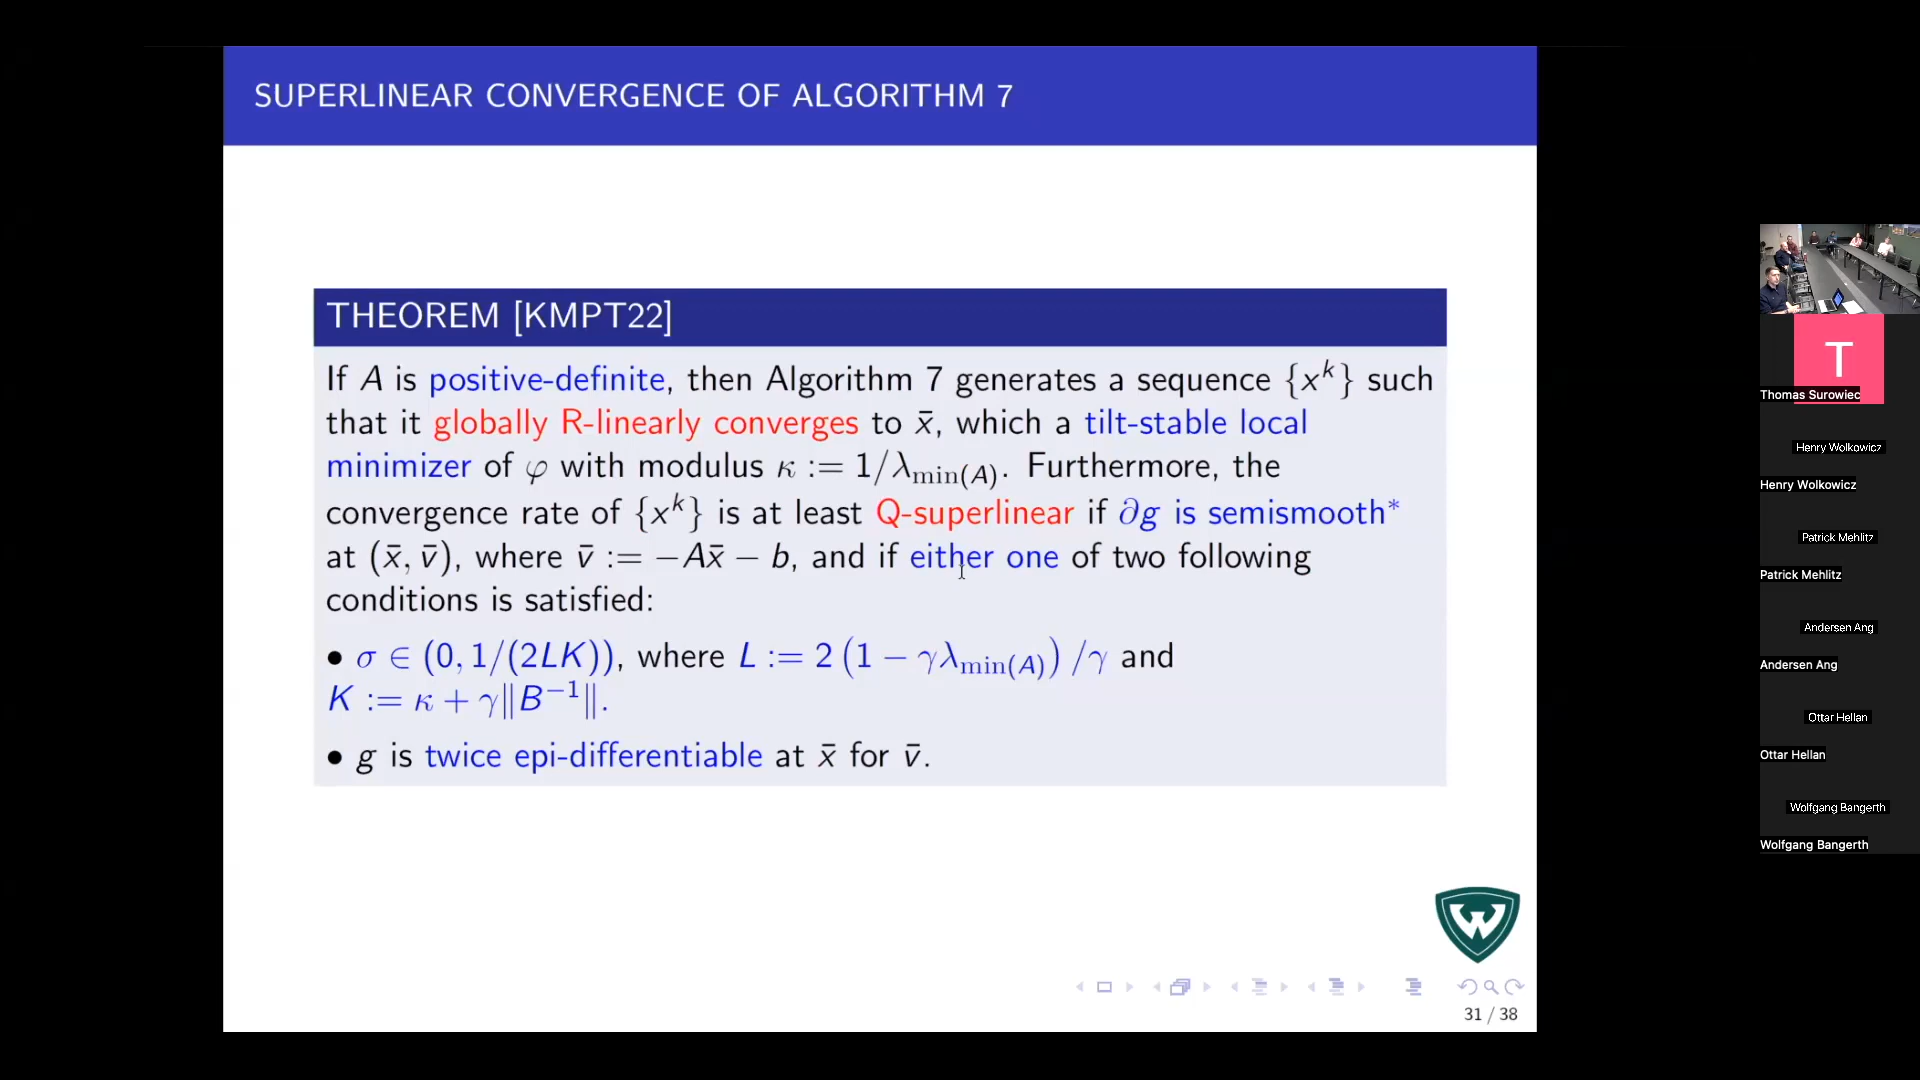 SUPERLINEAR CONVERGENCE OF ALGORITHM 7
THEOREM [KMPT22]
If A is positive-definite, then Algorithm 7 generates a sequence {x^k} such
that it globally R-linearly converges to x̄, which a tilt-stable local
minimizer of φ with modulus κ := 1/λ_min(A). Furthermore, the
convergence rate of {x^k} is at least Q-superlinear if ∂g is semismooth*
at (x̄, v̄), where v̄ := −Ax̄ − b, and if either one of two following
conditions is satisfied:
• σ ∈ (0, 1/(2LK)), where L := 2 (1 − γλ_min(A)) /γ and
K := κ + γ‖B^{-1}‖.
• g is twice epi-differentiable at x̄ for v̄.
W
31 / 38
T
Thomas Surowiec
Henry Wolkowicz
Henry Wolkowicz
Patrick Mehlitz
Patrick Mehlitz
Andersen Ang
Andersen Ang
Ottar Hellan
Ottar Hellan
Wolfgang Bangerth
Wolfgang Bangerth